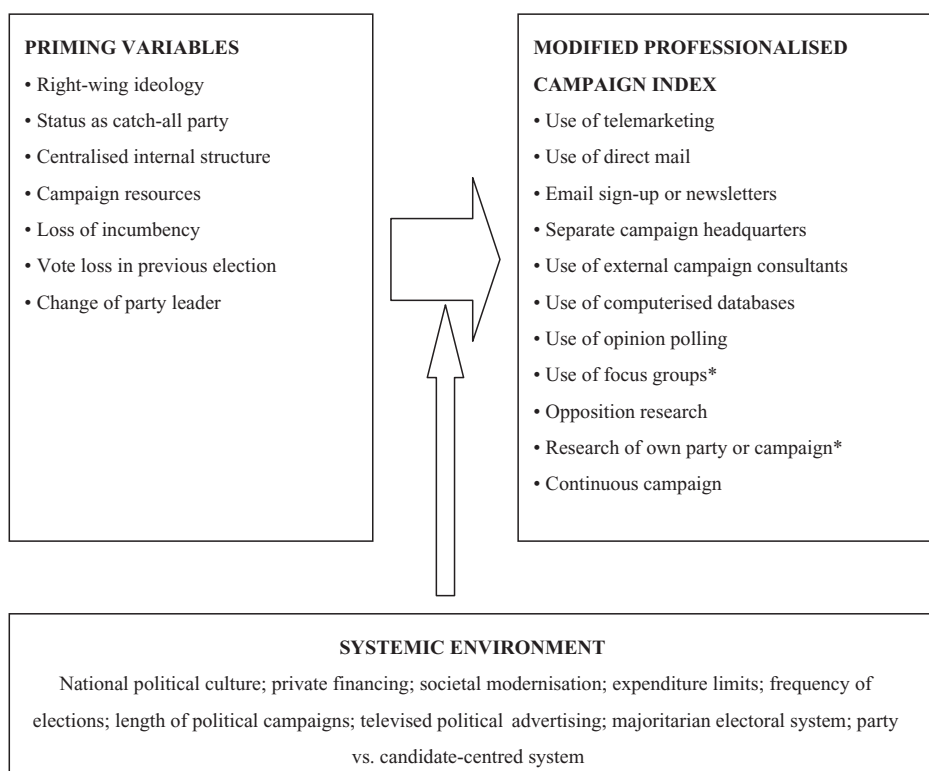 PRIMING VARIABLES
• Right-wing ideology
• Status as catch-all party
• Centralised internal structure
• Campaign resources
• Loss of incumbency
• Vote loss in previous election
• Change of party leader
MODIFIED PROFESSIONALISED
CAMPAIGN INDEX
• Use of telemarketing
• Use of direct mail
• Email sign-up or newsletters
• Separate campaign headquarters
• Use of external campaign consultants
• Use of computerised databases
• Use of opinion polling
• Use of focus groups*
• Opposition research
• Research of own party or campaign*
• Continuous campaign
SYSTEMIC ENVIRONMENT
National political culture; private financing; societal modernisation; expenditure limits; frequency of
elections; length of political campaigns; televised political advertising; majoritarian electoral system; party
vs. candidate-centred system